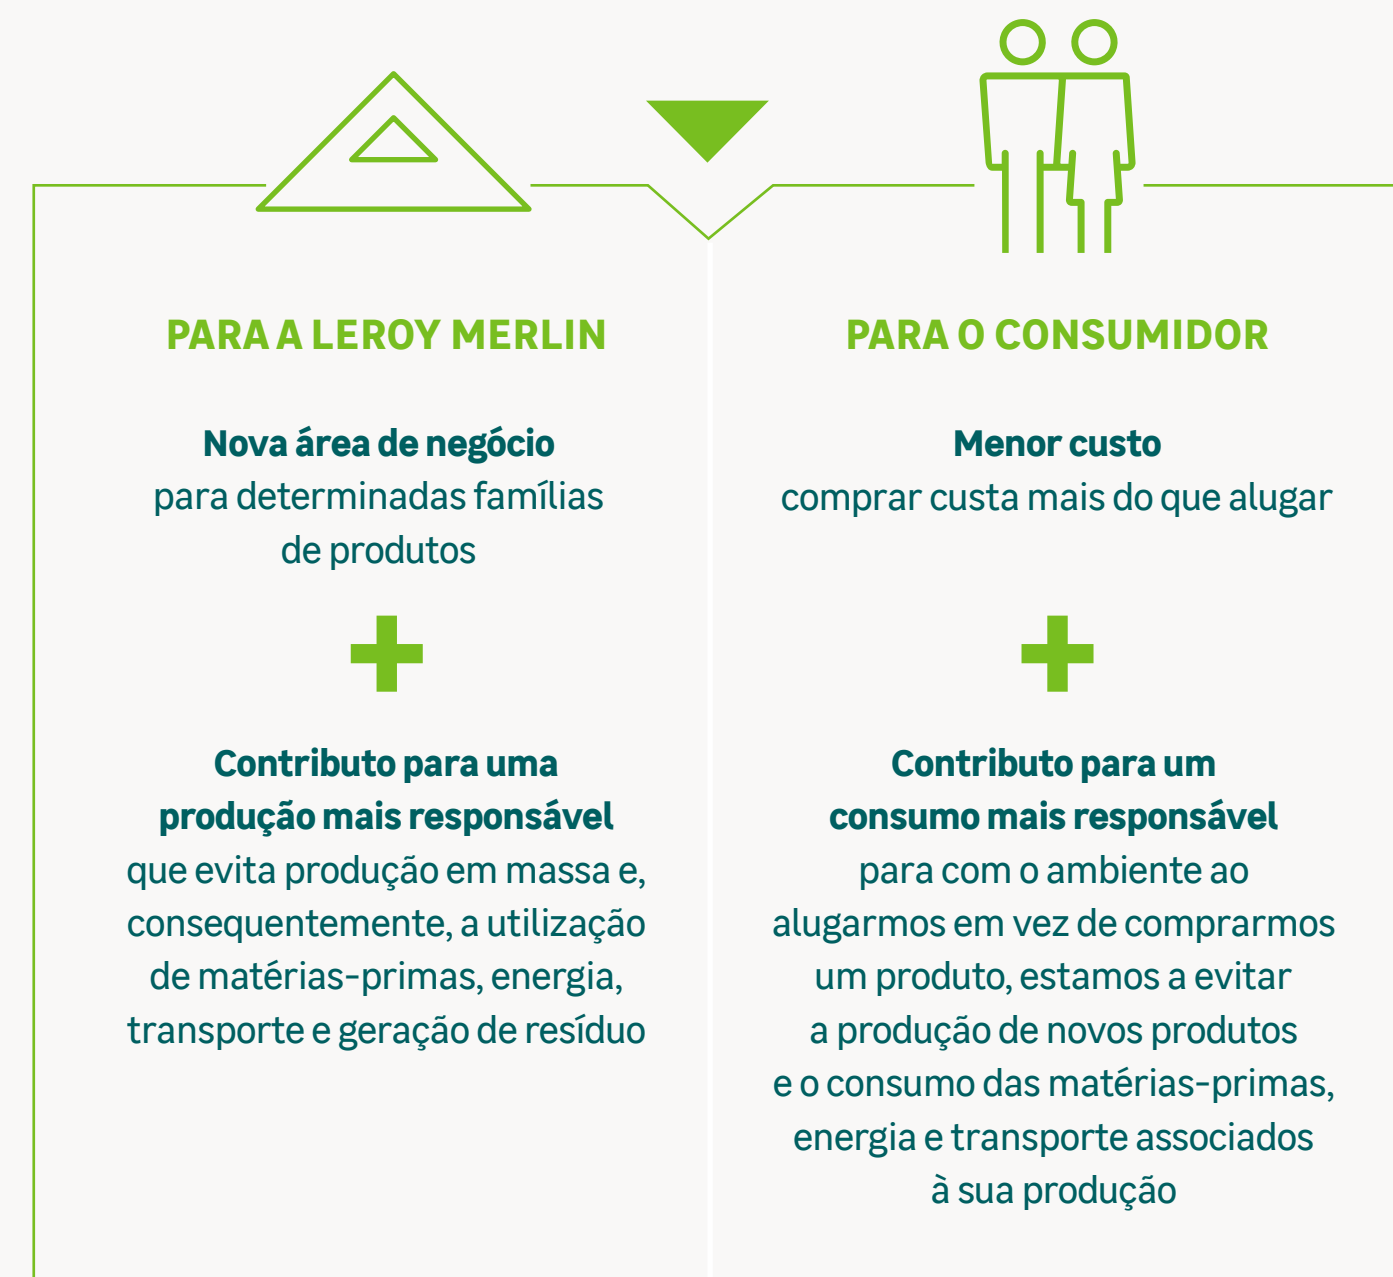 PARA A LEROY MERLIN
Nova área de negócio
para determinadas famílias
de produtos
Contributo para uma
produção mais responsável
que evita produção em massa e,
consequentemente, a utilização
de matérias-primas, energia,
transporte e geração de resíduo
PARA O CONSUMIDOR
Menor custo
comprar custa mais do que alugar
Contributo para um
consumo mais responsável
para com o ambiente ao
alugarmos em vez de comprarmos
um produto, estamos a evitar
a produção de novos produtos
e o consumo das matérias-primas,
energia e transporte associados
à sua produção